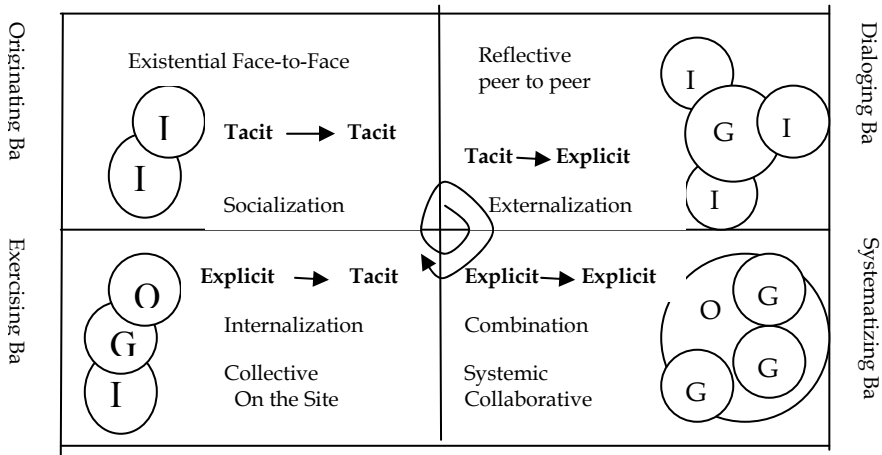 Originating Ba
Existential Face-to-Face
I
I
Tacit → Tacit
Socialization
Reflective
peer to peer
Tacit → Explicit
Externalization
I
G
I
I
Dialoging Ba
Exercising Ba
O
G
I
Explicit → Tacit
Internalization
Collective
On the Site
Explicit → Explicit
Combination
Systemic
Collaborative
O
G
G
G
Systematizing Ba